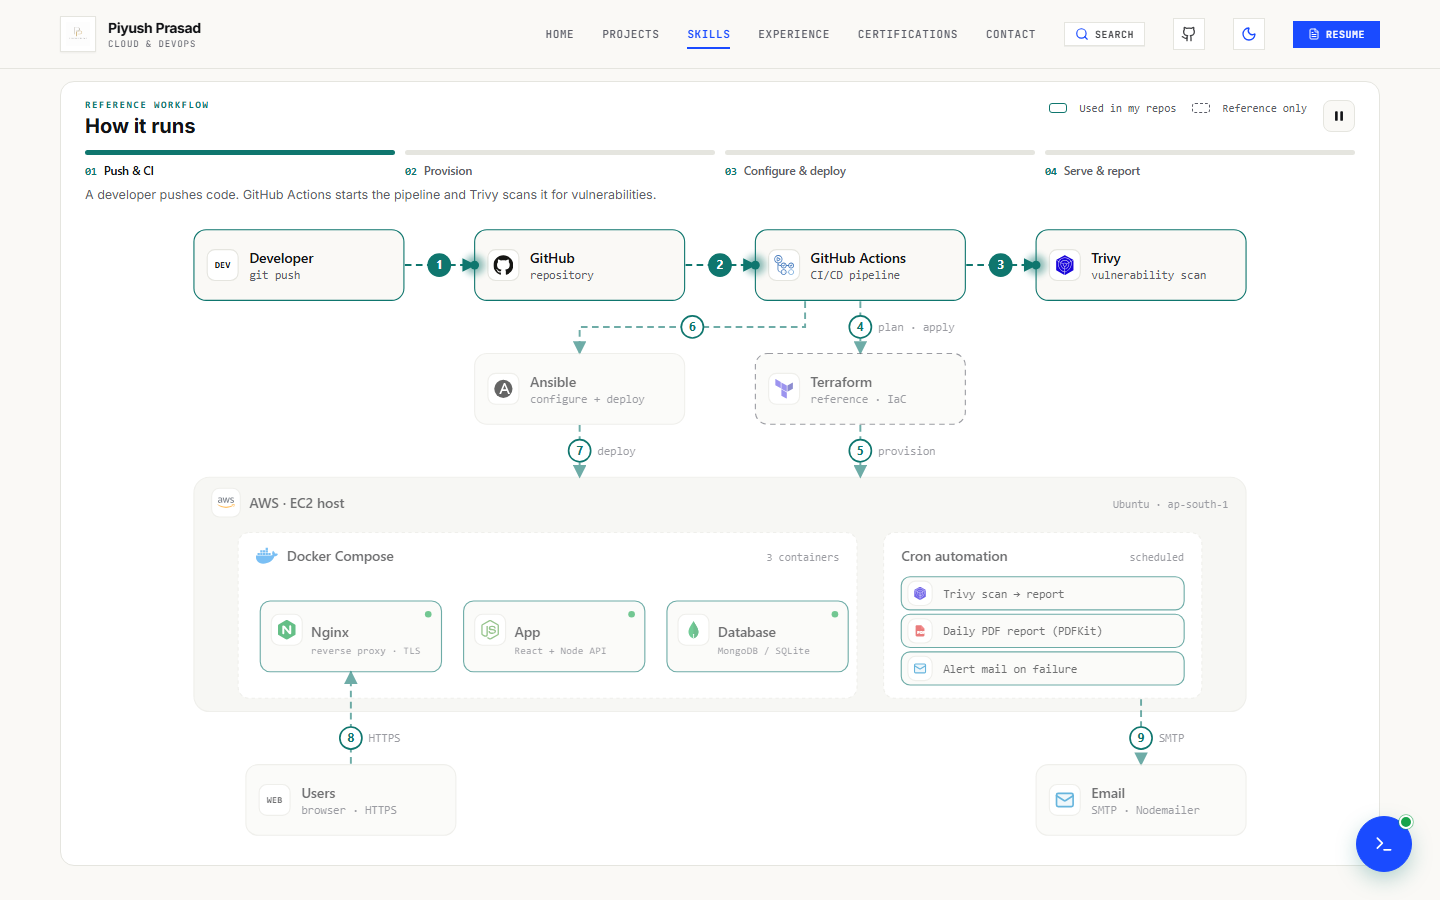 Piyush Prasad
CLOUD & DEVOPS
HOME
PROJECTS
SKILLS
EXPERIENCE
CERTIFICATIONS
CONTACT
SEARCH
RESUME
REFERENCE WORKFLOW
How it runs
Used in my repos
Reference only
01 Push & CI
02 Provision
03 Configure & deploy
04 Serve & report
A developer pushes code. GitHub Actions starts the pipeline and Trivy scans it for vulnerabilities.
DEV
Developer
git push
1
GitHub
repository
2
GitHub Actions
CI/CD pipeline
3
Trivy
vulnerability scan
6
4
plan · apply
Ansible
configure + deploy
Terraform
reference · IaC
7
deploy
5
provision
aws
AWS · EC2 host
Ubuntu · ap-south-1
Docker Compose
3 containers
Nginx
reverse proxy · TLS
App
React + Node API
Database
MongoDB / SQLite
Cron automation
scheduled
Trivy scan → report
Daily PDF report (PDFKit)
Alert mail on failure
8
HTTPS
9
SMTP
WEB
Users
browser · HTTPS
Email
SMTP · Nodemailer